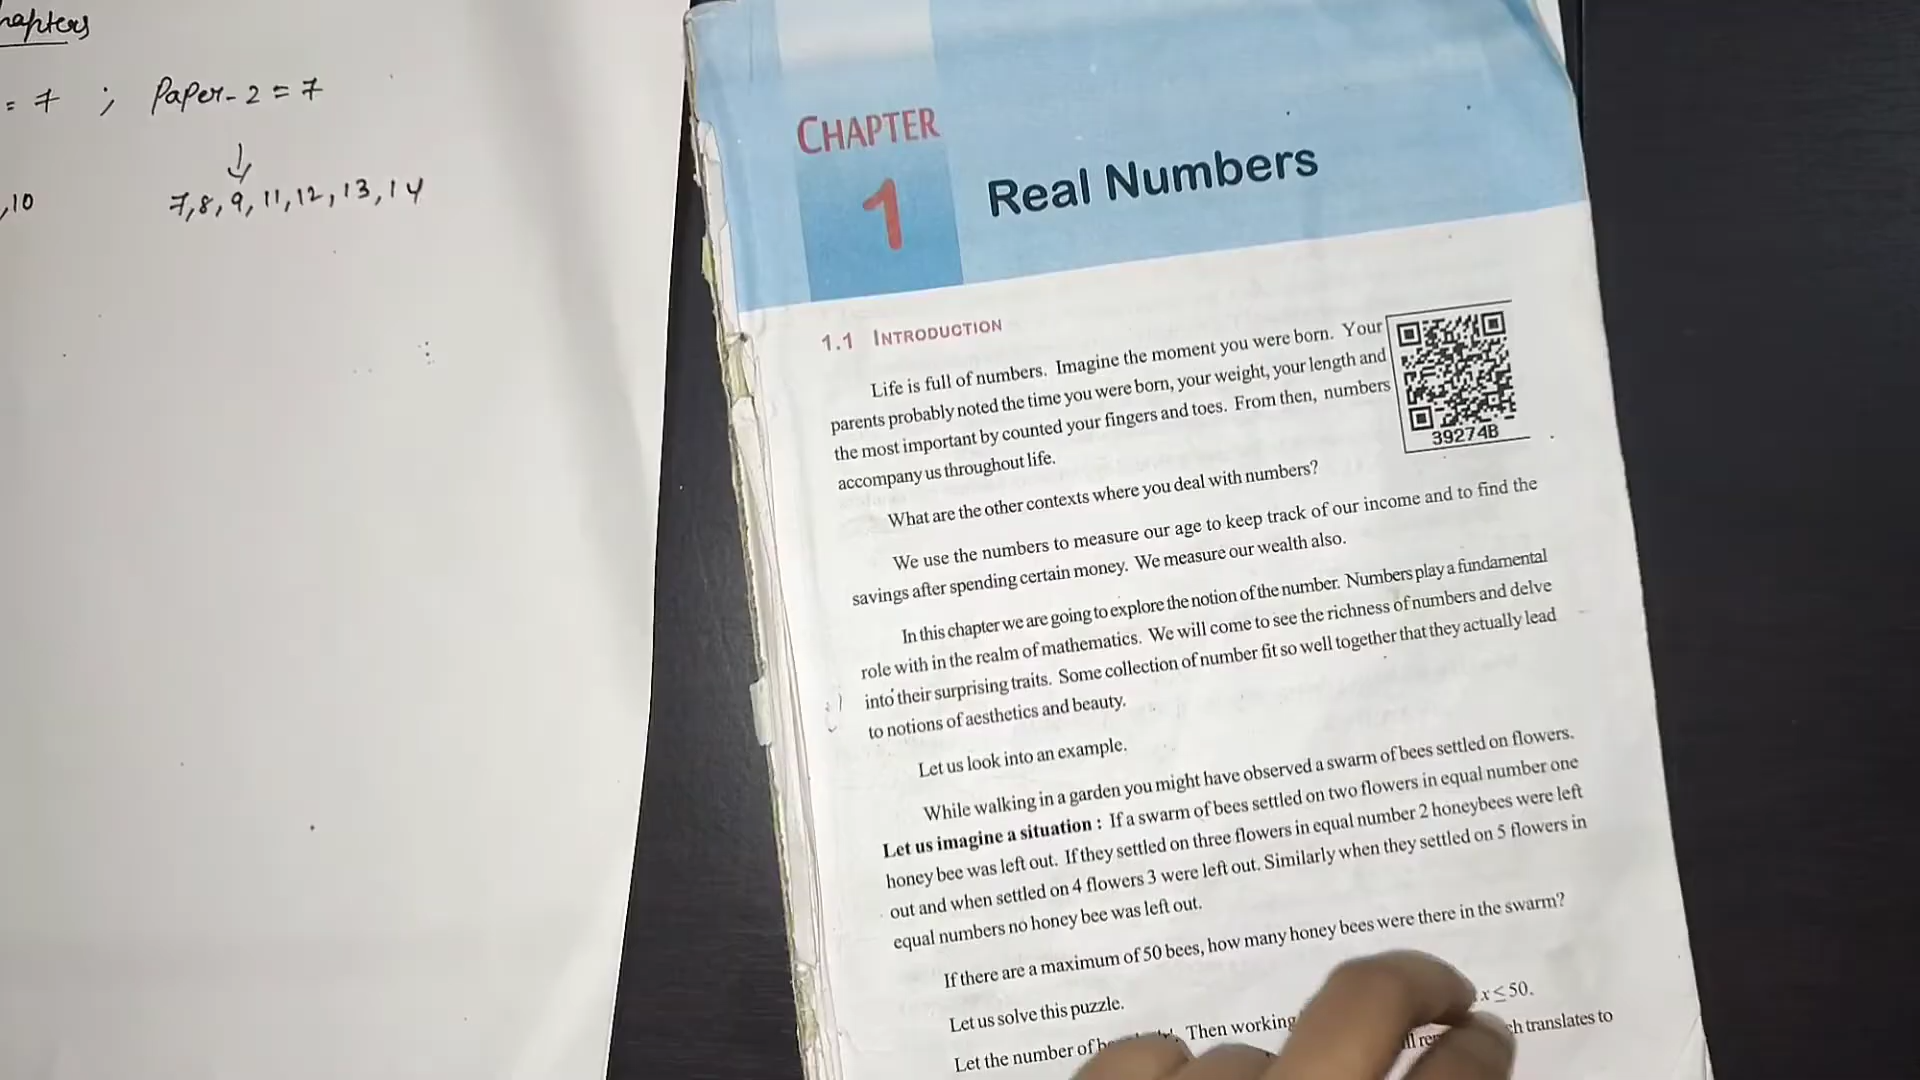 hapters
= 7 ; Paper-2 = 7
,10 7,8,9,11,12,13,14
CHAPTER
1
Real Numbers
1.1 INTRODUCTION
Life is full of numbers. Imagine the moment you were born. Your
parents probably noted the time you were born, your weight, your length and
the most important by counted your fingers and toes. From then, numbers
accompany us throughout life.
39274B
What are the other contexts where you deal with numbers?
We use the numbers to measure our age to keep track of our income and to find the
savings after spending certain money. We measure our wealth also.
In this chapter we are going to explore the notion of the number. Numbers play a fundamental
role with in the realm of mathematics. We will come to see the richness of numbers and delve
into their surprising traits. Some collection of number fit so well together that they actually lead
to notions of aesthetics and beauty.
Let us look into an example.
While walking in a garden you might have observed a swarm of bees settled on flowers.
Let us imagine a situation : If a swarm of bees settled on two flowers in equal number one
honey bee was left out. If they settled on three flowers in equal number 2 honeybees were left
out and when settled on 4 flowers 3 were left out. Similarly when they settled on 5 flowers in
equal numbers no honey bee was left out.
If there are a maximum of 50 bees, how many honey bees were there in the swarm?
Let us solve this puzzle.
Let the number of Then working x ≤ 50.
translates to